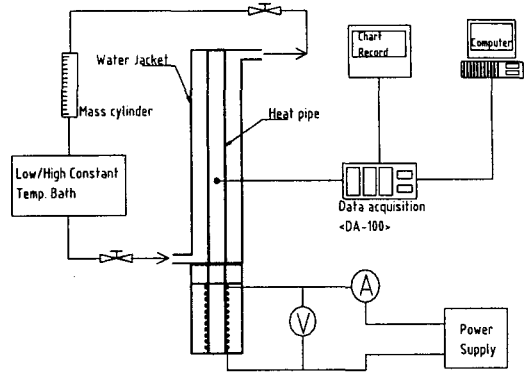 Water Jacket
Chart
Record
Computer
Mass cylinder
Heat pipe
Low/High Constant
Temp. Bath
Data acquisition
<DA-100>
A
V
Power
Supply